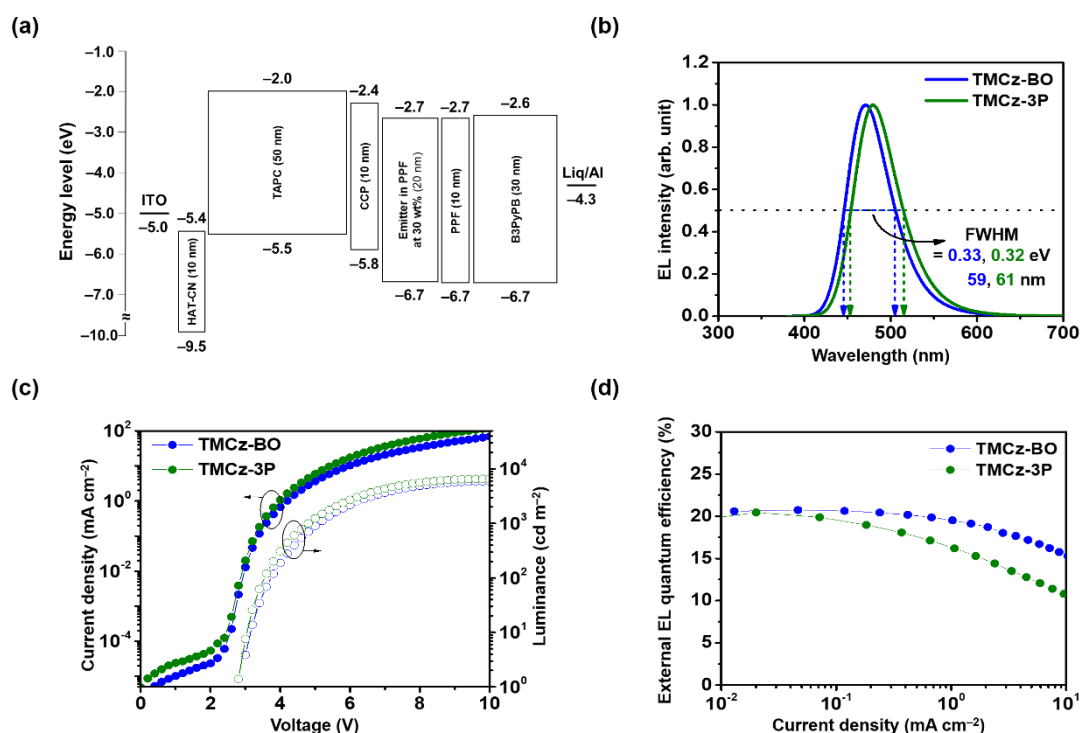 (a)
Energy level (eV)
–1.0
–2.0
–3.0
–4.0
–5.0
–6.0
–7.0
≈
–10.0
ITO
–5.0
–5.4
HAT-CN (10 nm)
–9.5
–2.0
TAPC (50 nm)
–5.5
–2.4
CCP (10 nm)
–5.8
–2.7
Emitter in PPF
at 30 wt% (20 nm)
–6.7
–2.7
PPF (10 nm)
–6.7
–2.6
B3PyPB (30 nm)
–6.7
Liq/Al
–4.3
(b)
EL intensity (arb. unit)
1.2
1.0
0.8
0.6
0.4
0.2
0.0
TMCz-BO
TMCz-3P
FWHM
= 0.33, 0.32 eV
59, 61 nm
300 400 500 600 700
Wavelength (nm)
(c)
Current density (mA cm–2)
10^2
10^0
10^–2
10^–4
TMCz-BO
TMCz-3P
10^4
10^3
10^2
10^1
10^0
Luminance (cd m–2)
0 2 4 6 8 10
Voltage (V)
(d)
External EL quantum efficiency (%)
30
25
20
15
10
5
0
TMCz-BO
TMCz-3P
10^–2 10^–1 10^0 10^1
Current density (mA cm–2)